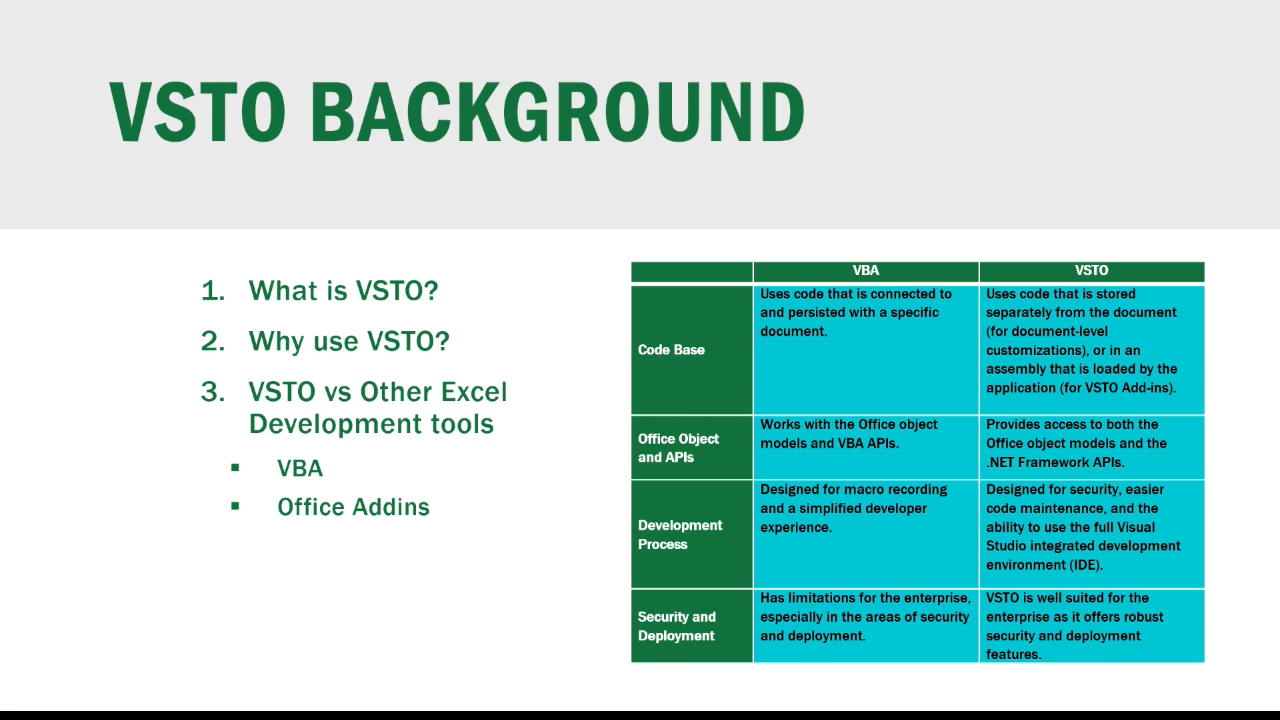 VSTO BACKGROUND
1. What is VSTO?
2. Why use VSTO?
3. VSTO vs Other Excel
Development tools
▪ VBA
▪ Office Addins
VBA
VSTO
Code Base
Uses code that is connected to
and persisted with a specific
document.
Uses code that is stored
separately from the document
(for document-level
customizations), or in an
assembly that is loaded by the
application (for VSTO Add-ins).
Office Object
and APIs
Works with the Office object
models and VBA APIs.
Provides access to both the
Office object models and the
.NET Framework APIs.
Development
Process
Designed for macro recording
and a simplified developer
experience.
Designed for security, easier
code maintenance, and the
ability to use the full Visual
Studio integrated development
environment (IDE).
Security and
Deployment
Has limitations for the enterprise,
especially in the areas of security
and deployment.
VSTO is well suited for the
enterprise as it offers robust
security and deployment
features.